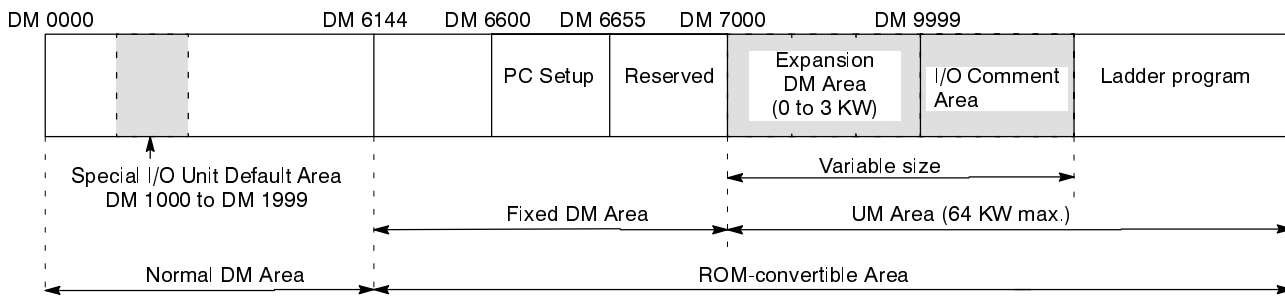 DM 0000
DM 6144
DM 6600
DM 6655
DM 7000
DM 9999
PC Setup
Reserved
Expansion
DM Area
(0 to 3 KW)
I/O Comment
Area
Ladder program
Special I/O Unit Default Area
DM 1000 to DM 1999
Variable size
Fixed DM Area
UM Area (64 KW max.)
Normal DM Area
ROM-convertible Area